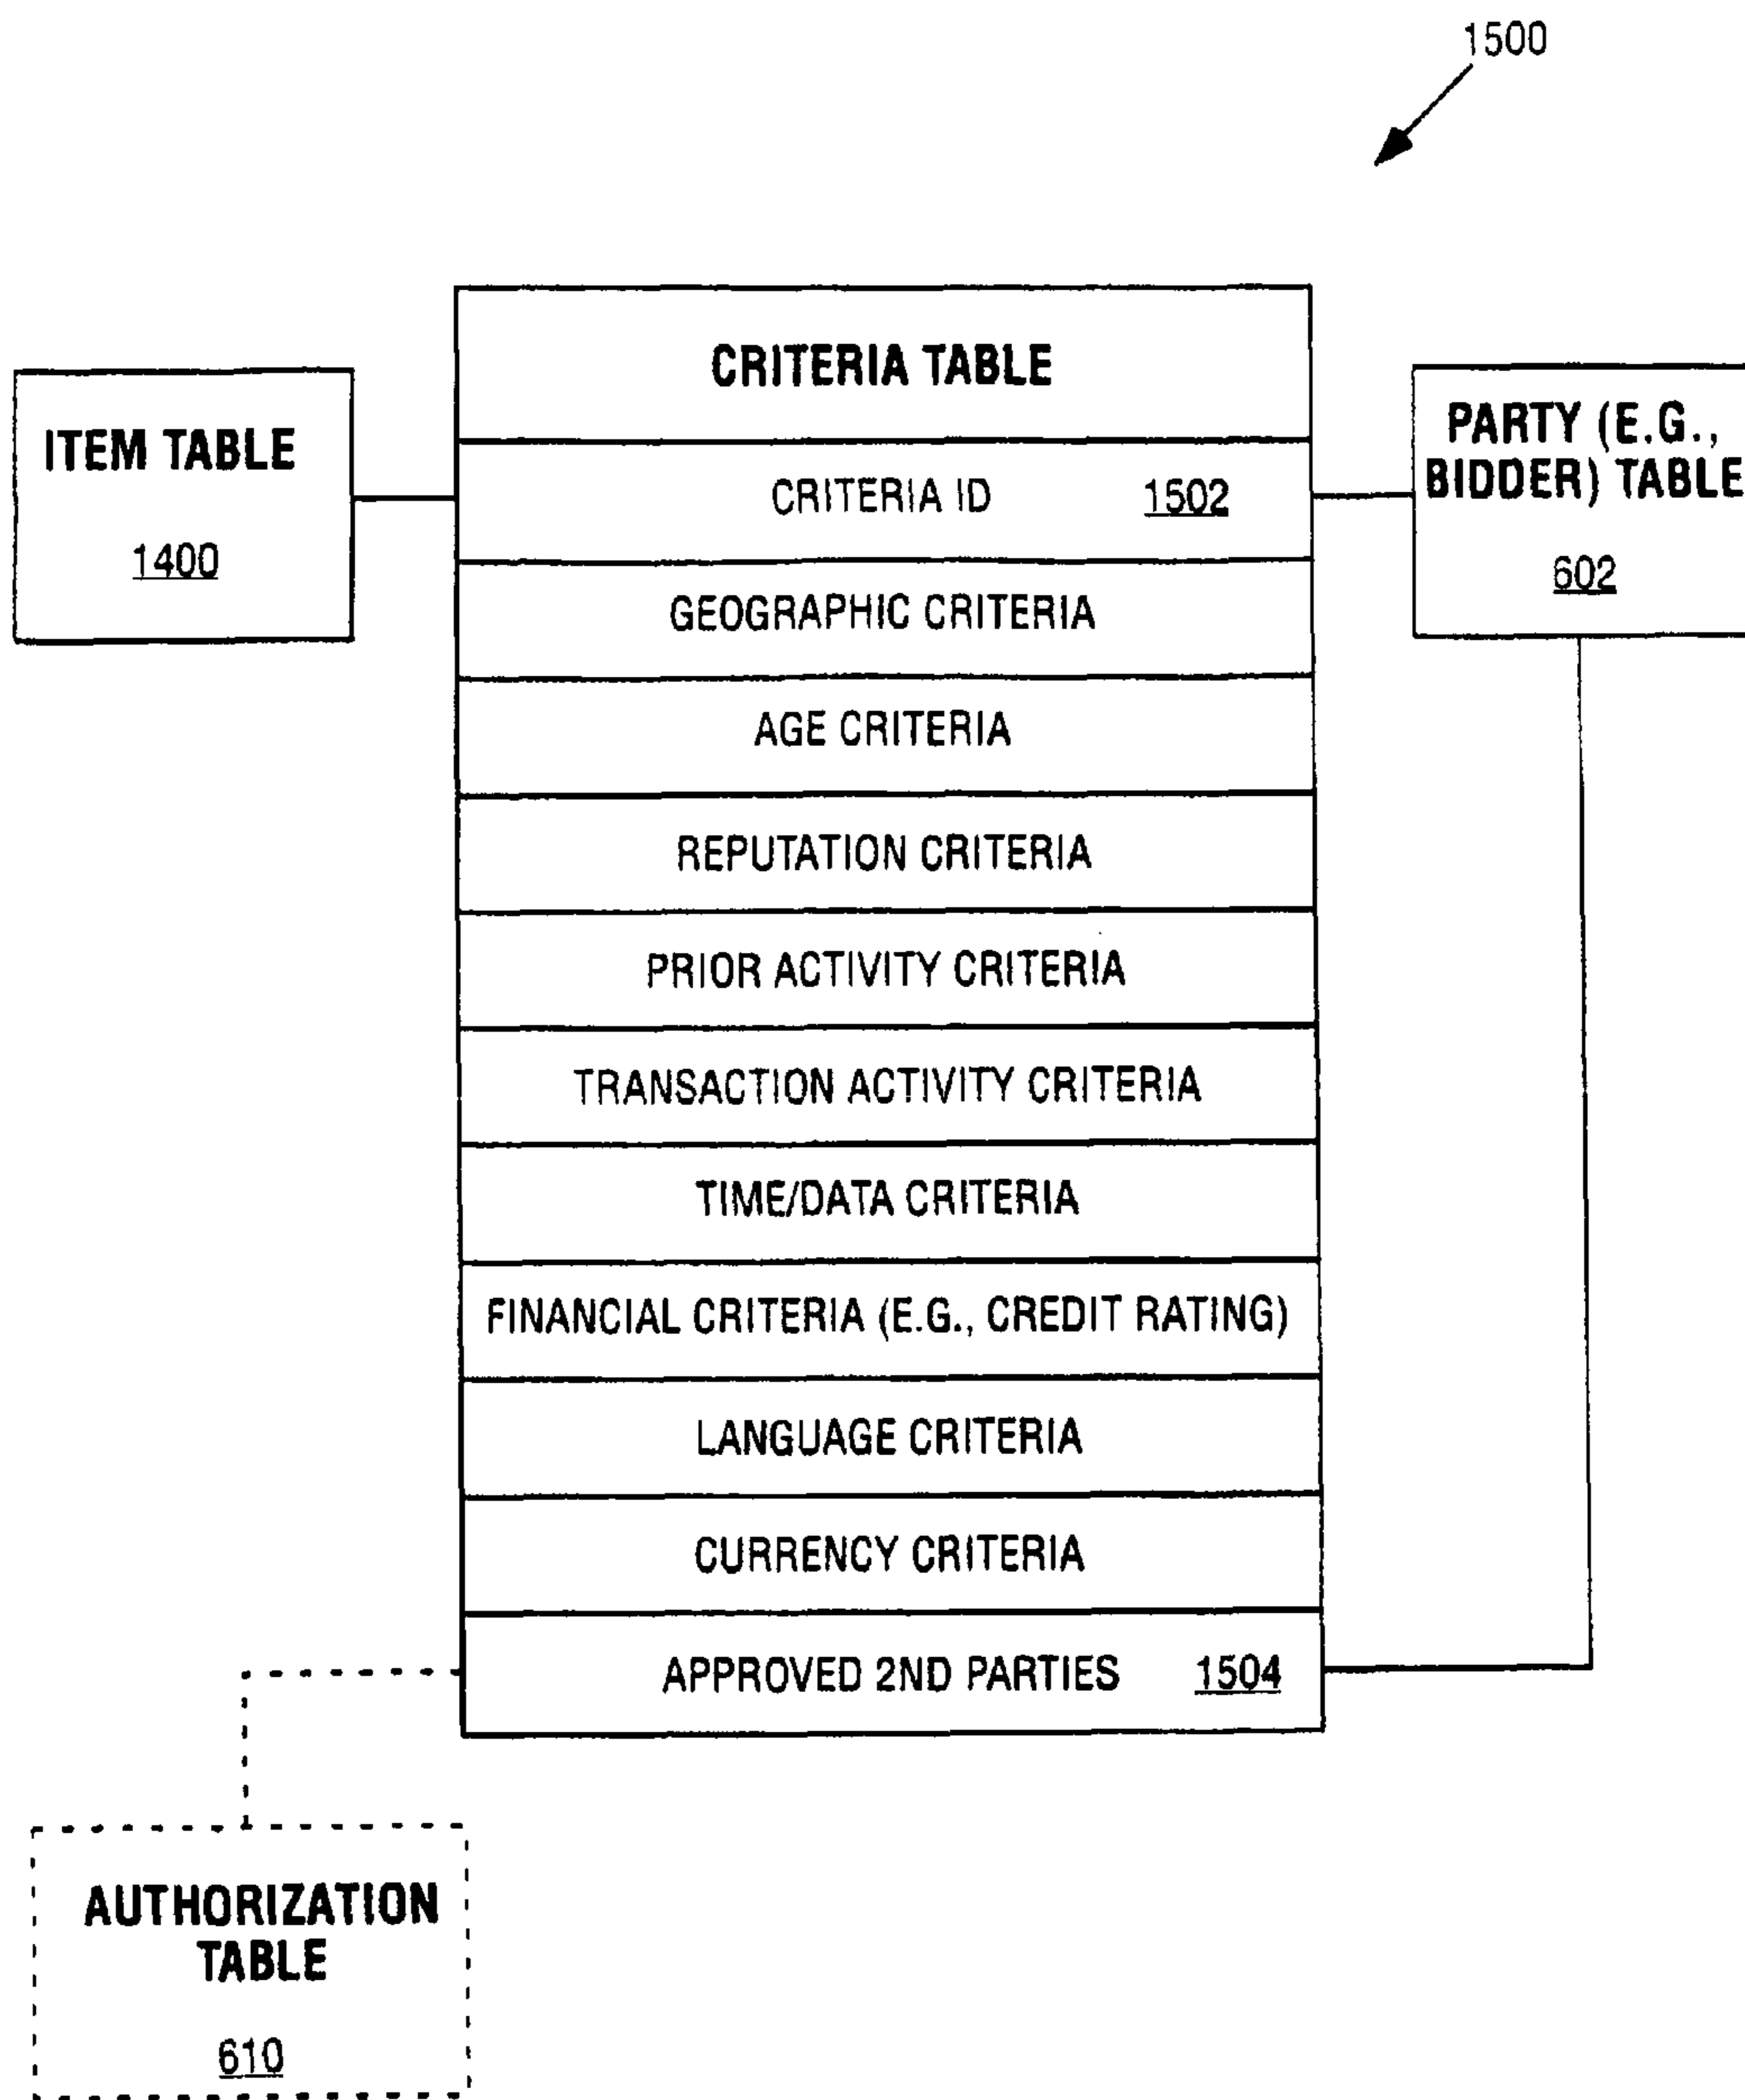 1500
CRITERIA TABLE
ITEM TABLE
1400
PARTY (E.G.,
BIDDER) TABLE
602
CRITERIA ID 1502
GEOGRAPHIC CRITERIA
AGE CRITERIA
REPUTATION CRITERIA
PRIOR ACTIVITY CRITERIA
TRANSACTION ACTIVITY CRITERIA
TIME/DATA CRITERIA
FINANCIAL CRITERIA (E.G., CREDIT RATING)
LANGUAGE CRITERIA
CURRENCY CRITERIA
APPROVED 2ND PARTIES 1504
AUTHORIZATION
TABLE
610